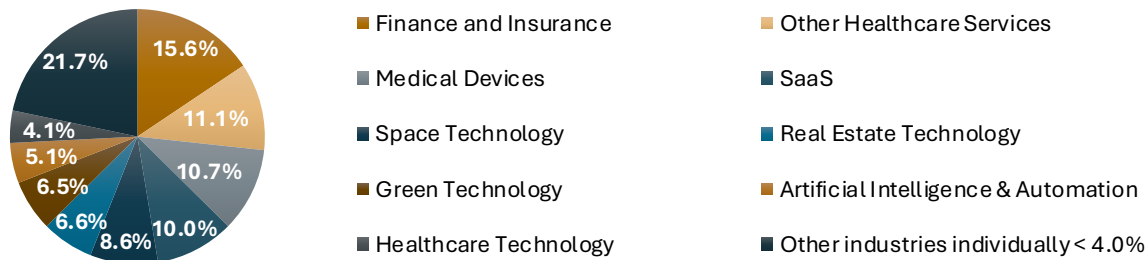 15.6%
11.1%
10.7%
10.0%
8.6%
6.6%
6.5%
5.1%
4.1%
21.7%
Finance and Insurance
Other Healthcare Services
Medical Devices
SaaS
Space Technology
Real Estate Technology
Green Technology
Artificial Intelligence & Automation
Healthcare Technology
Other industries individually < 4.0%